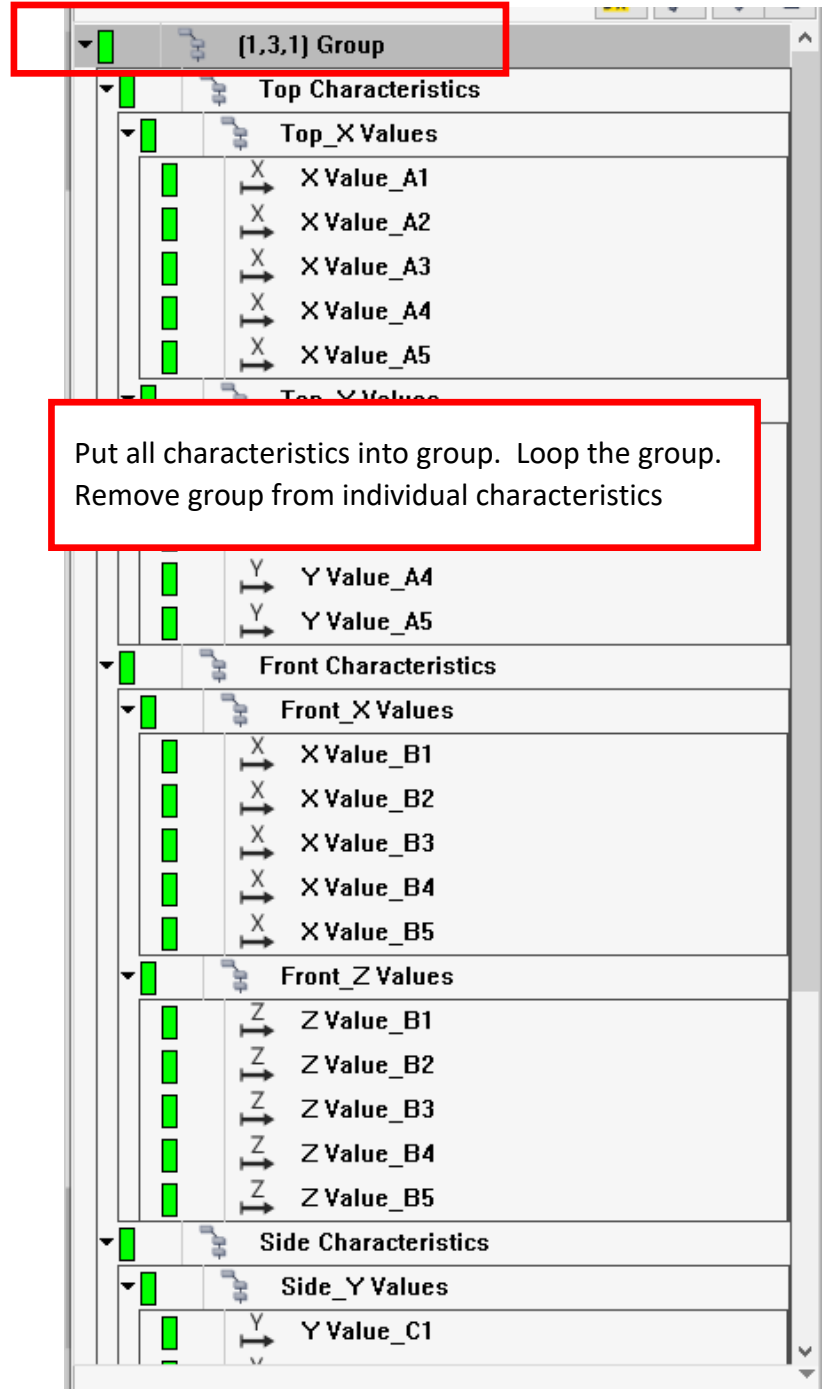 (1,3,1) Group
Top Characteristics
Top_X Values
X
X Value_A1
X
X Value_A2
X
X Value_A3
X
X Value_A4
X
X Value_A5
Top_Y Values
Put all characteristics into group.  Loop the group.
Remove group from individual characteristics
Y
Y Value_A4
Y
Y Value_A5
Front Characteristics
Front_X Values
X
X Value_B1
X
X Value_B2
X
X Value_B3
X
X Value_B4
X
X Value_B5
Front_Z Values
Z
Z Value_B1
Z
Z Value_B2
Z
Z Value_B3
Z
Z Value_B4
Z
Z Value_B5
Side Characteristics
Side_Y Values
Y
Y Value_C1